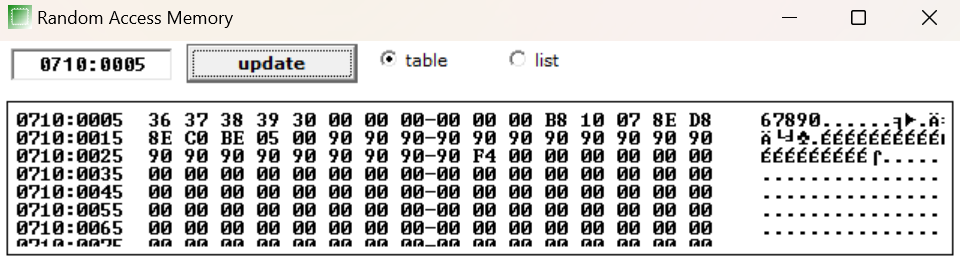 Random Access Memory
0710:0005 update table list
0710:0005 36 37 38 39 30 00 00 00-00 00 00 B8 10 07 8E D8 67890......╕►.Ä╪
0710:0015 8E C0 BE 05 00 90 90 90-90 90 90 90 90 90 90 90 Ä└╛♣.ÉÉÉÉÉÉÉÉÉÉÉ
0710:0025 90 90 90 90 90 90 90 90-90 F4 00 00 00 00 00 00 ÉÉÉÉÉÉÉÉÉ⌠......
0710:0035 00 00 00 00 00 00 00 00-00 00 00 00 00 00 00 00 ................
0710:0045 00 00 00 00 00 00 00 00-00 00 00 00 00 00 00 00 ................
0710:0055 00 00 00 00 00 00 00 00-00 00 00 00 00 00 00 00 ................
0710:0065 00 00 00 00 00 00 00 00-00 00 00 00 00 00 00 00 ................